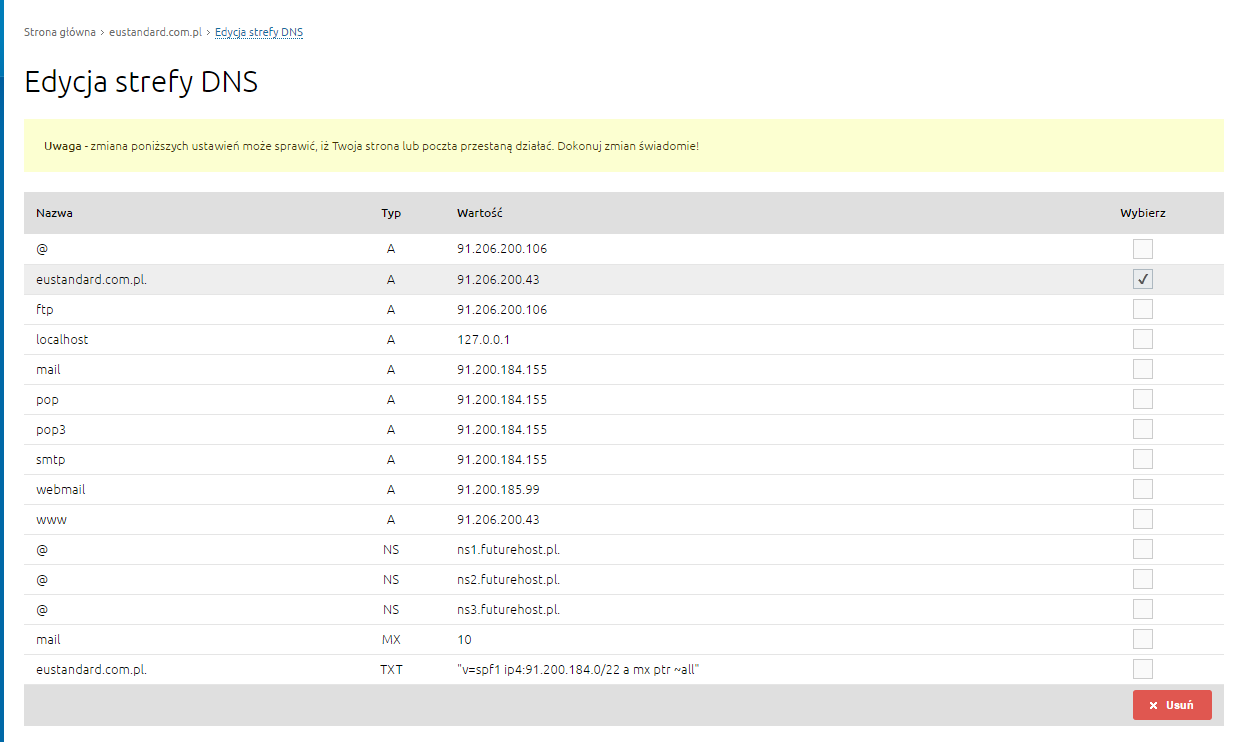 Strona główna > eustandard.com.pl > Edycja strefy DNS
Edycja strefy DNS
Uwaga - zmiana poniższych ustawień może sprawić, iż Twoja strona lub poczta przestaną działać. Dokonuj zmian świadomie!
Nazwa Typ Wartość Wybierz
@ A 91.206.200.106
eustandard.com.pl. A 91.206.200.43
ftp A 91.206.200.106
localhost A 127.0.0.1
mail A 91.200.184.155
pop A 91.200.184.155
pop3 A 91.200.184.155
smtp A 91.200.184.155
webmail A 91.200.185.99
www A 91.206.200.43
@ NS ns1.futurehost.pl.
@ NS ns2.futurehost.pl.
@ NS ns3.futurehost.pl.
mail MX 10
eustandard.com.pl. TXT "v=spf1 ip4:91.200.184.0/22 a mx ptr ~all"
× Usuń